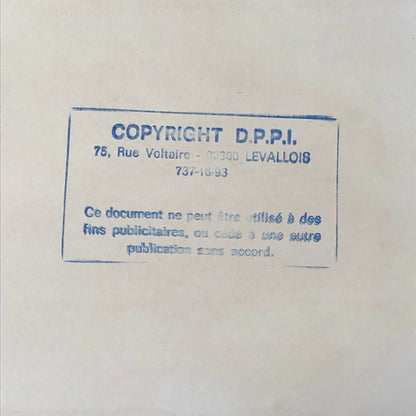 COPYRIGHT D.P.P.I.
75, Rue Voltaire - 92300 LEVALLOIS
737-16-93
Ce document ne peut être utilisé à des
fins publicitaires, ou cédé à une autre
publication sans accord.